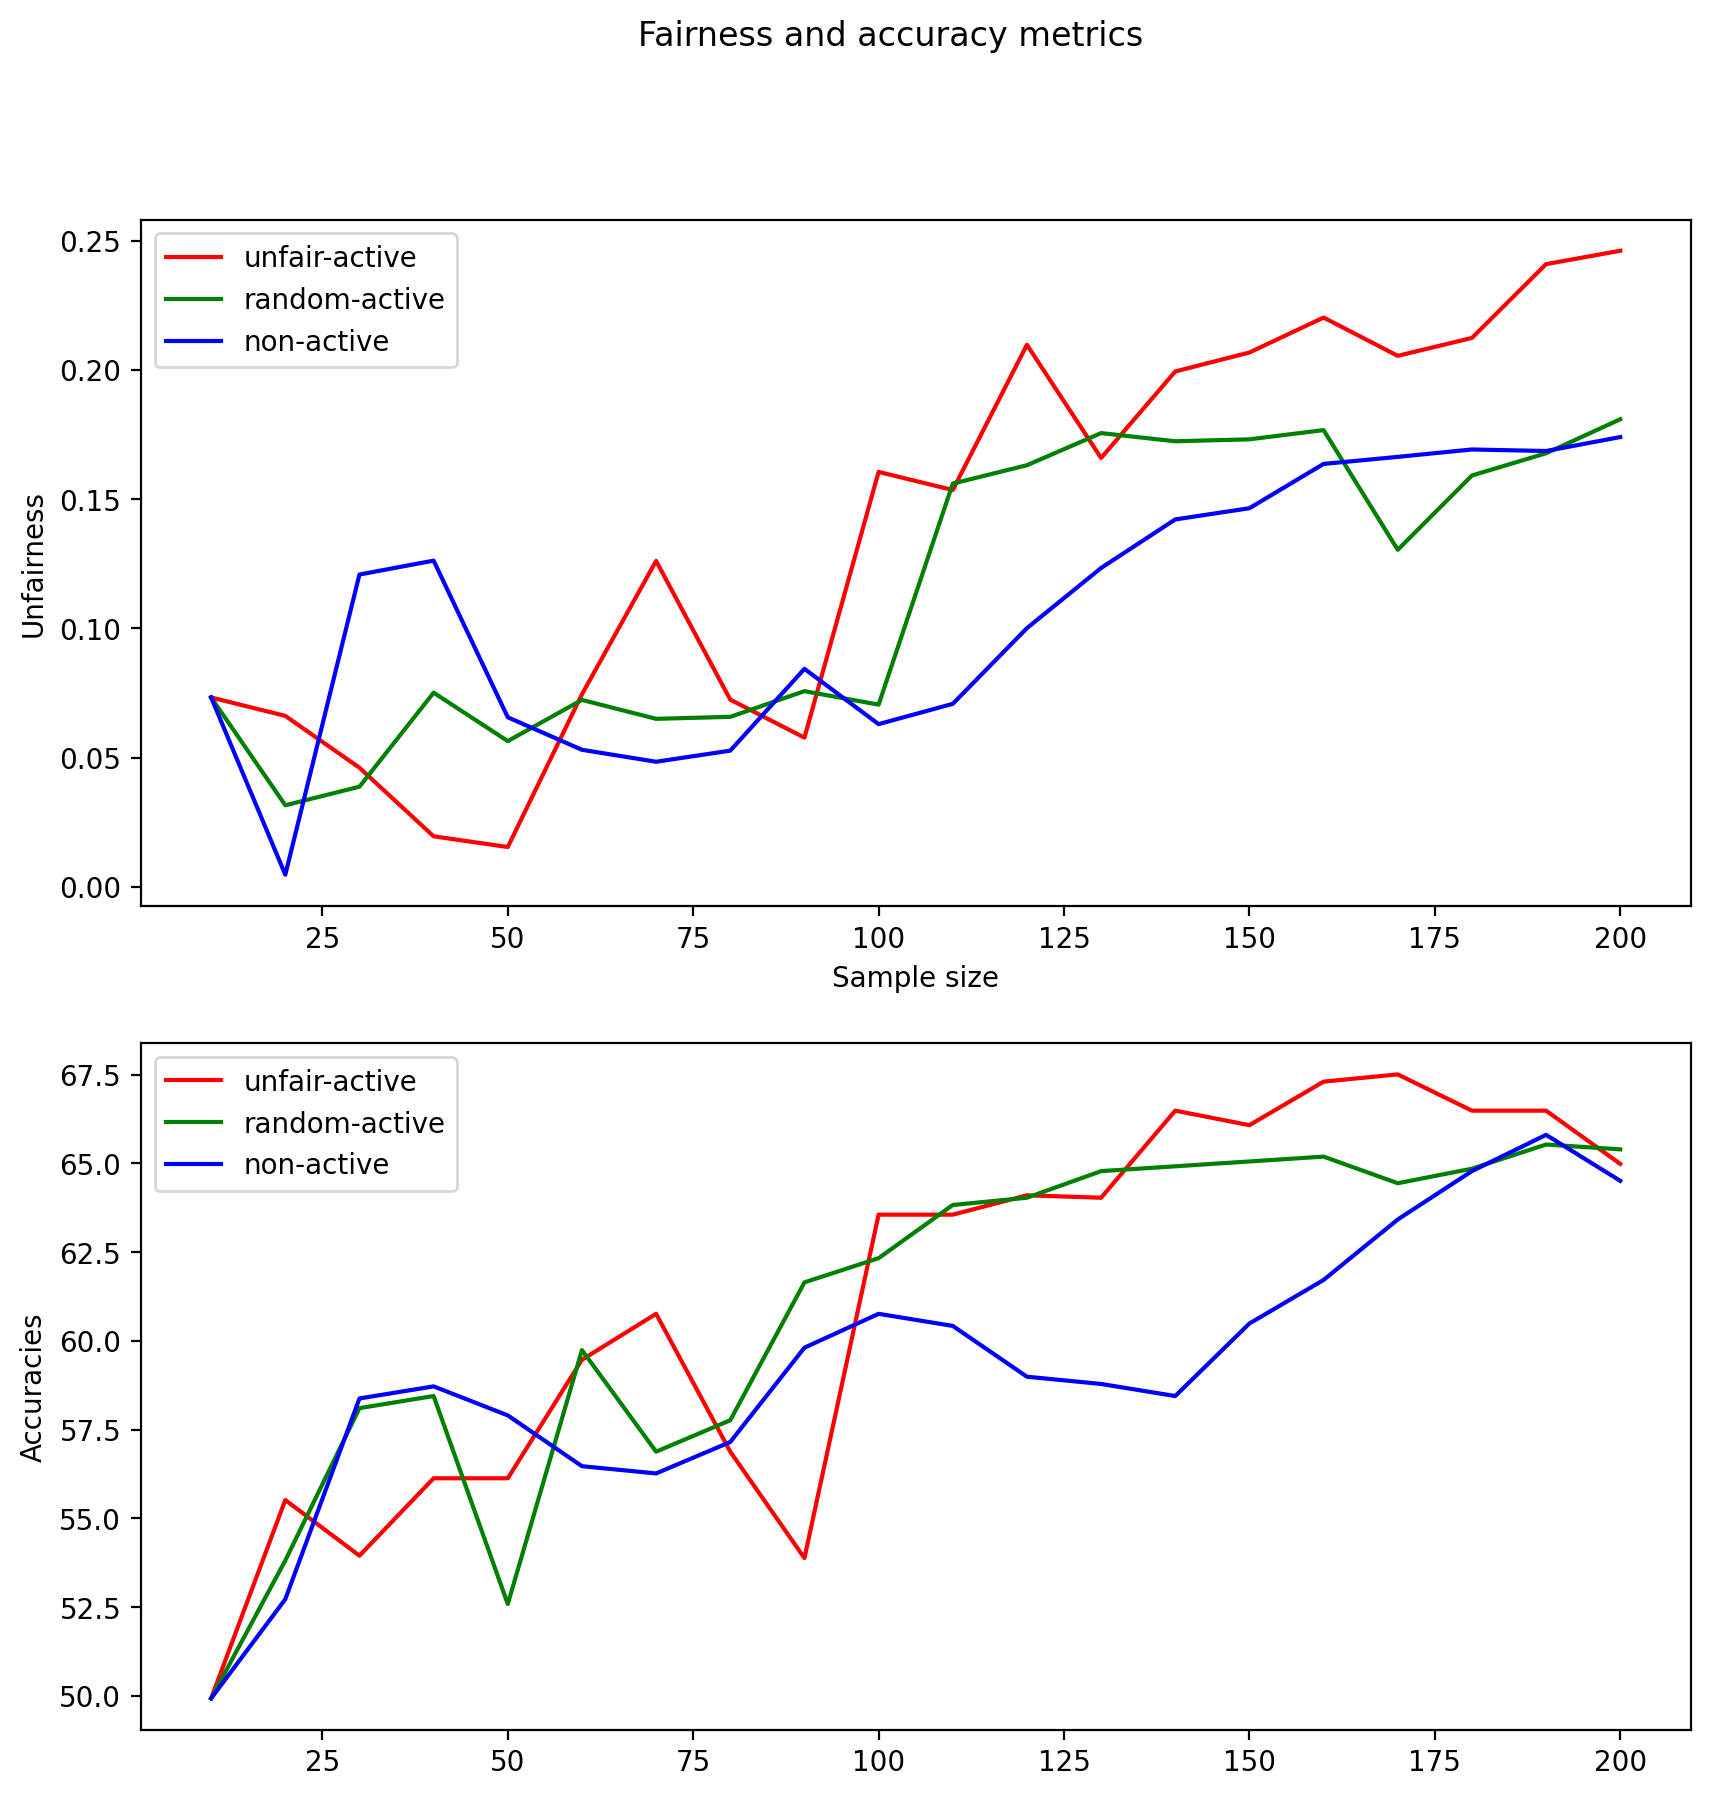 Fairness and accuracy metrics
0.25
0.20
0.15
0.10
0.05
0.00
Unfairness
unfair-active
random-active
non-active
25 50 75 100 125 150 175 200
Sample size
67.5
65.0
62.5
60.0
57.5
55.0
52.5
50.0
Accuracies
unfair-active
random-active
non-active
25 50 75 100 125 150 175 200